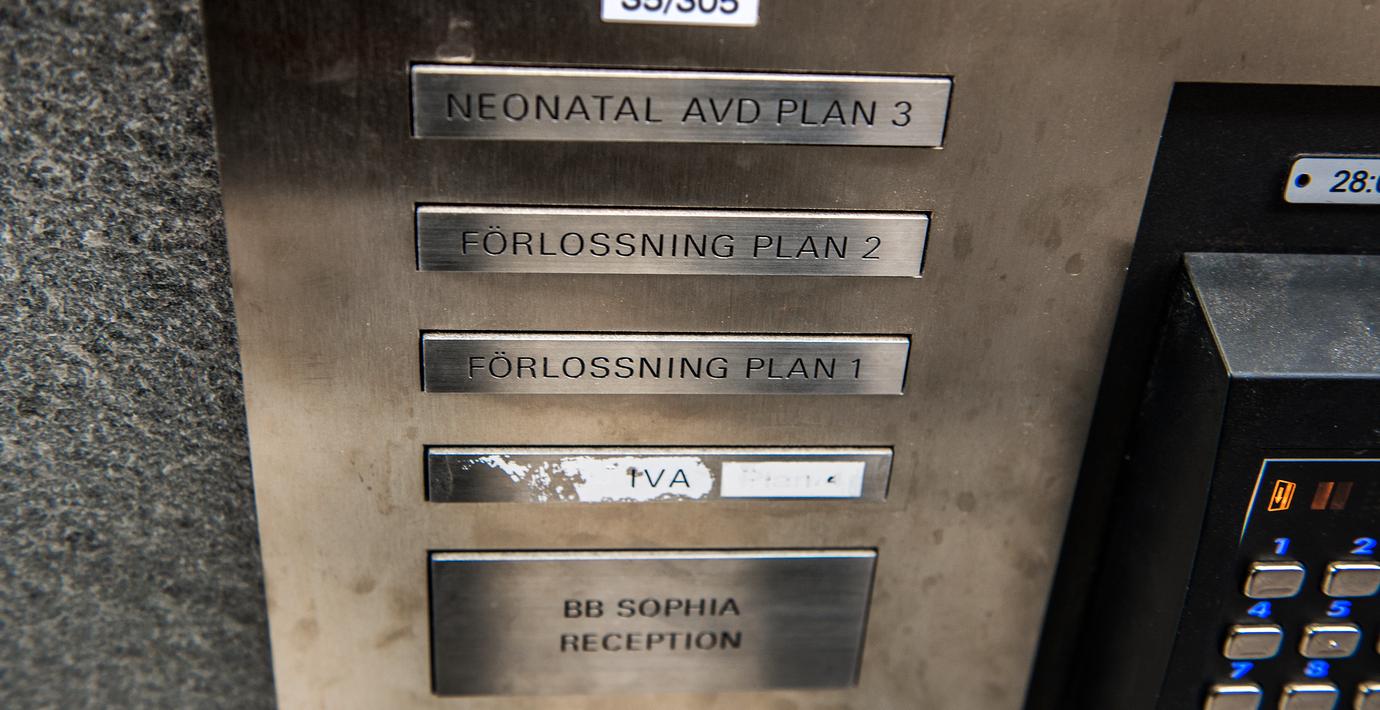 NEONATAL AVD PLAN 3
28:
FÖRLOSSNING PLAN 2
FÖRLOSSNING PLAN 1
IVA
1 2
4 5
7 8
BB SOPHIA
RECEPTION